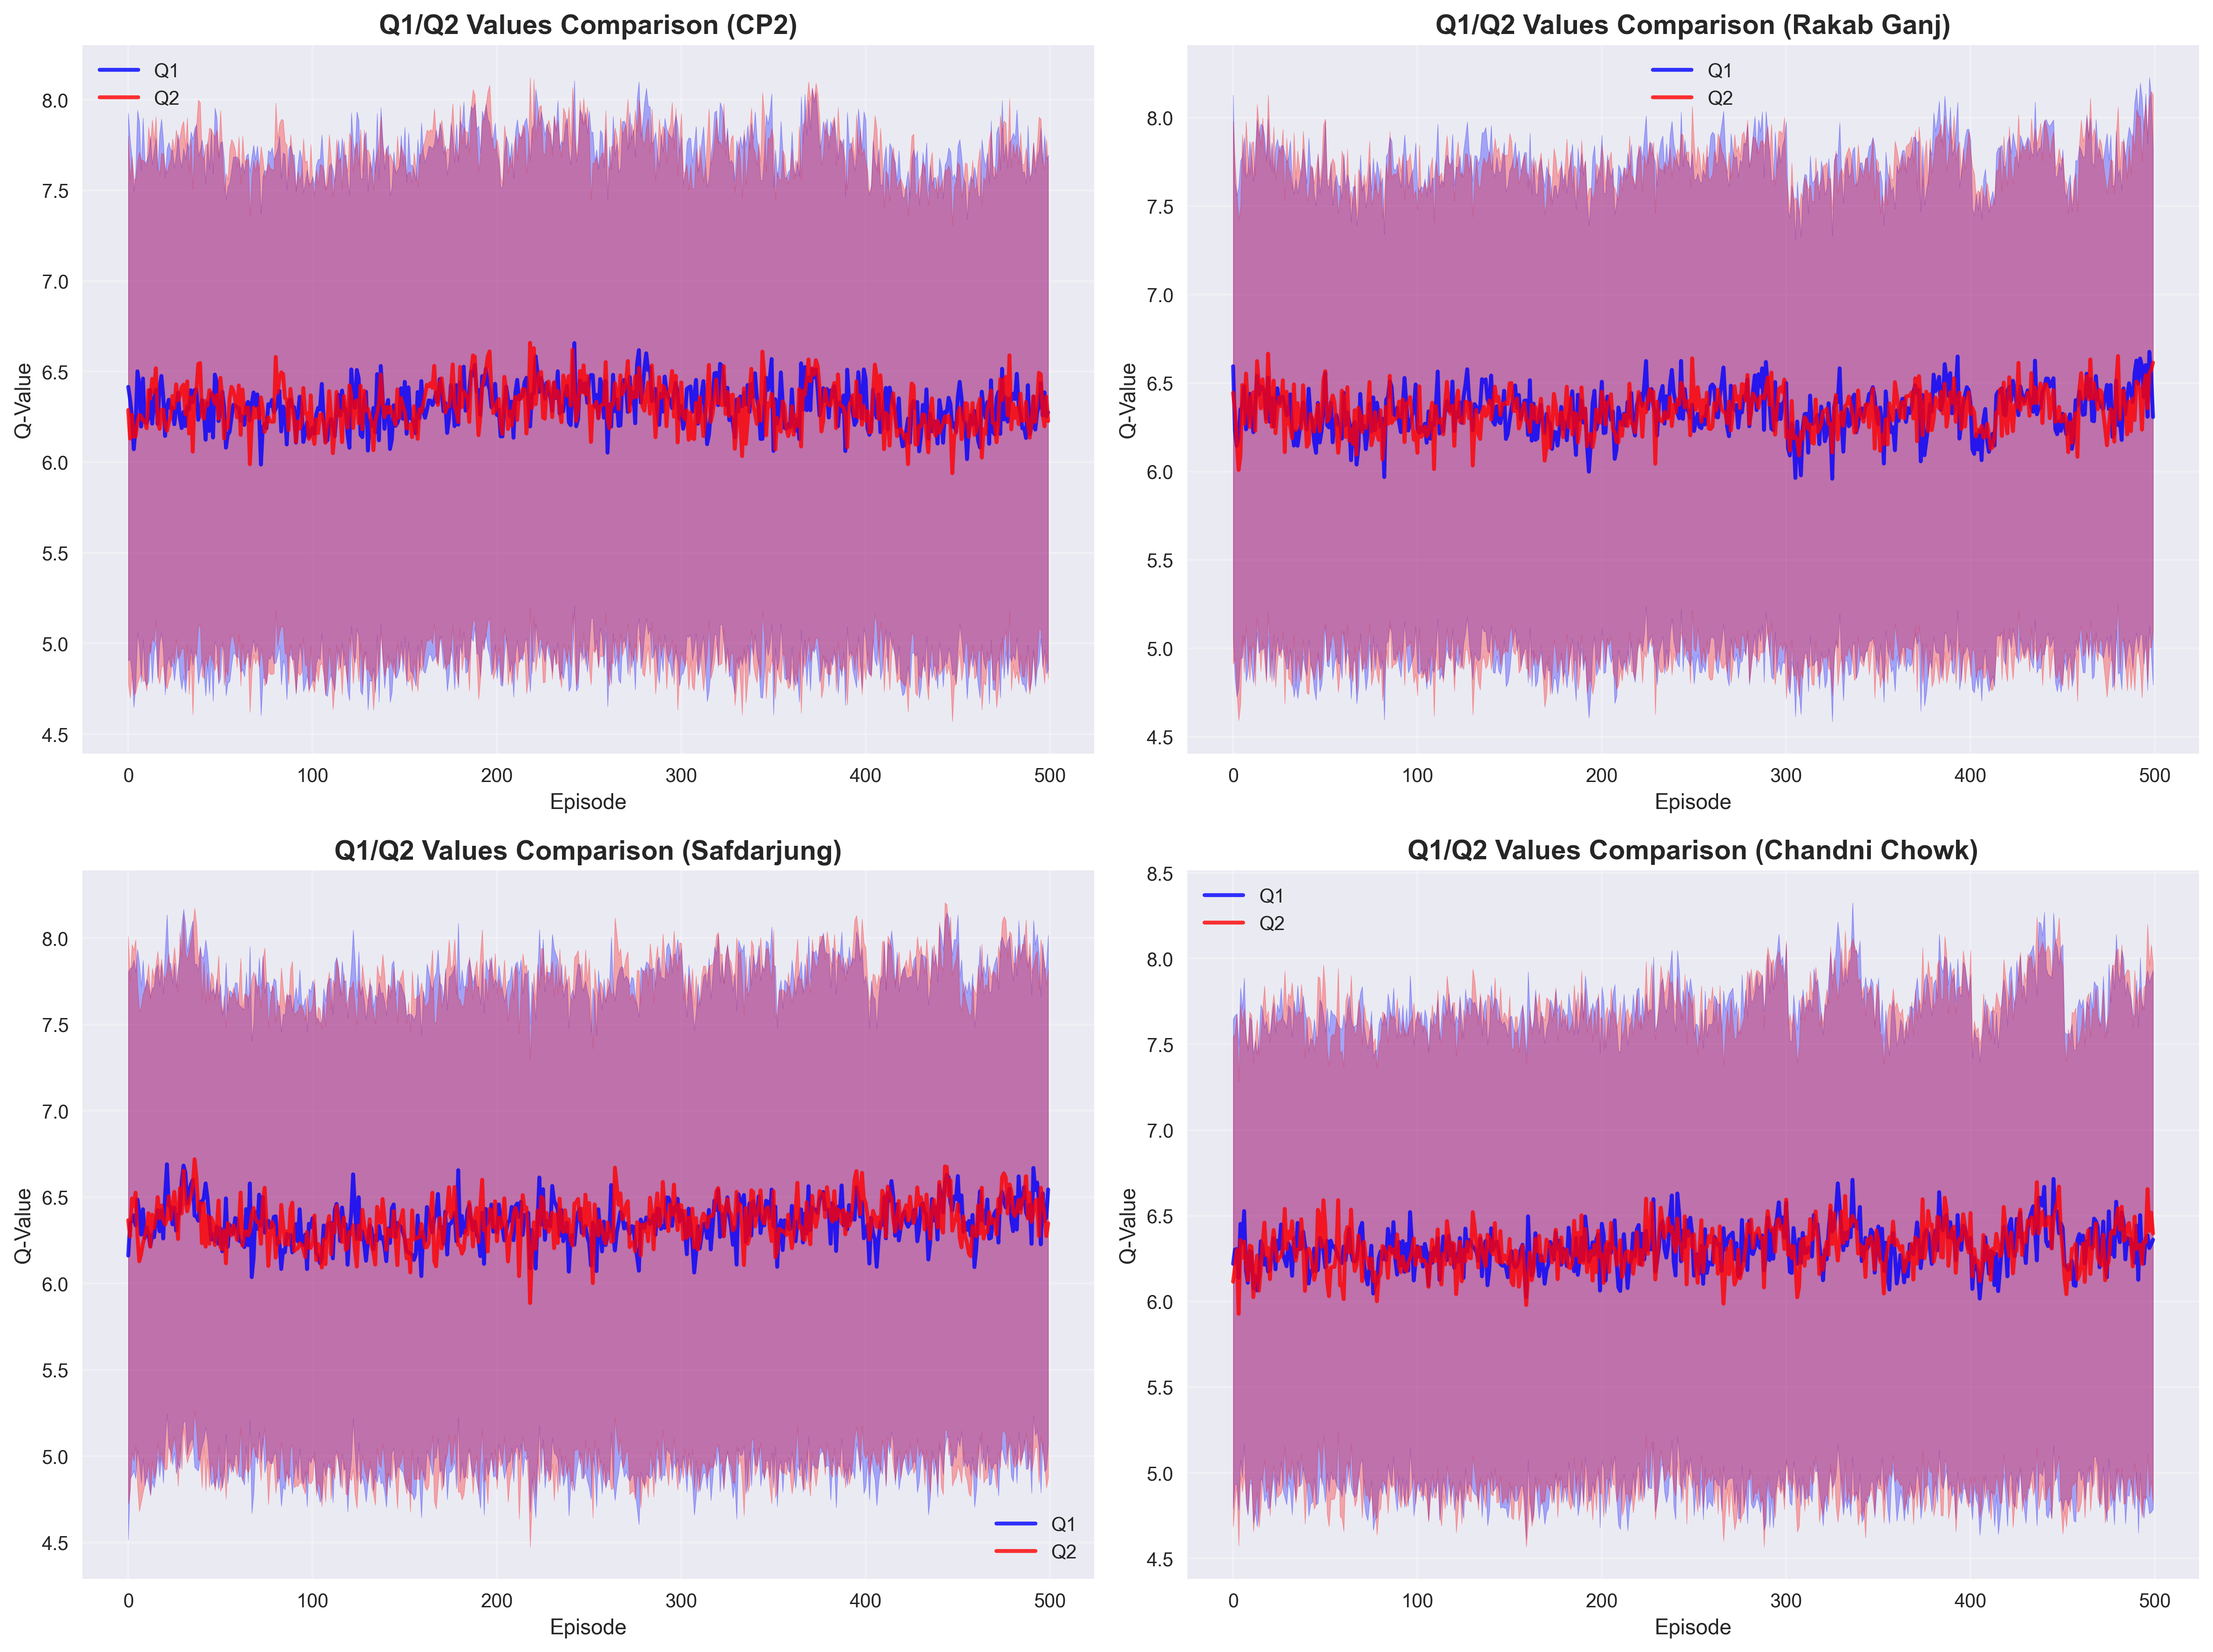 Q1/Q2 Values Comparison (CP2)
Q1
Q2
8.0
7.5
7.0
6.5
6.0
5.5
5.0
4.5
Q-Value
0 100 200 300 400 500
Episode
Q1/Q2 Values Comparison (Rakab Ganj)
Q1
Q2
8.0
7.5
7.0
6.5
6.0
5.5
5.0
4.5
Q-Value
0 100 200 300 400 500
Episode
Q1/Q2 Values Comparison (Safdarjung)
8.0
7.5
7.0
6.5
6.0
5.5
5.0
4.5
Q-Value
Q1
Q2
0 100 200 300 400 500
Episode
Q1/Q2 Values Comparison (Chandni Chowk)
Q1
Q2
8.5
8.0
7.5
7.0
6.5
6.0
5.5
5.0
4.5
Q-Value
0 100 200 300 400 500
Episode